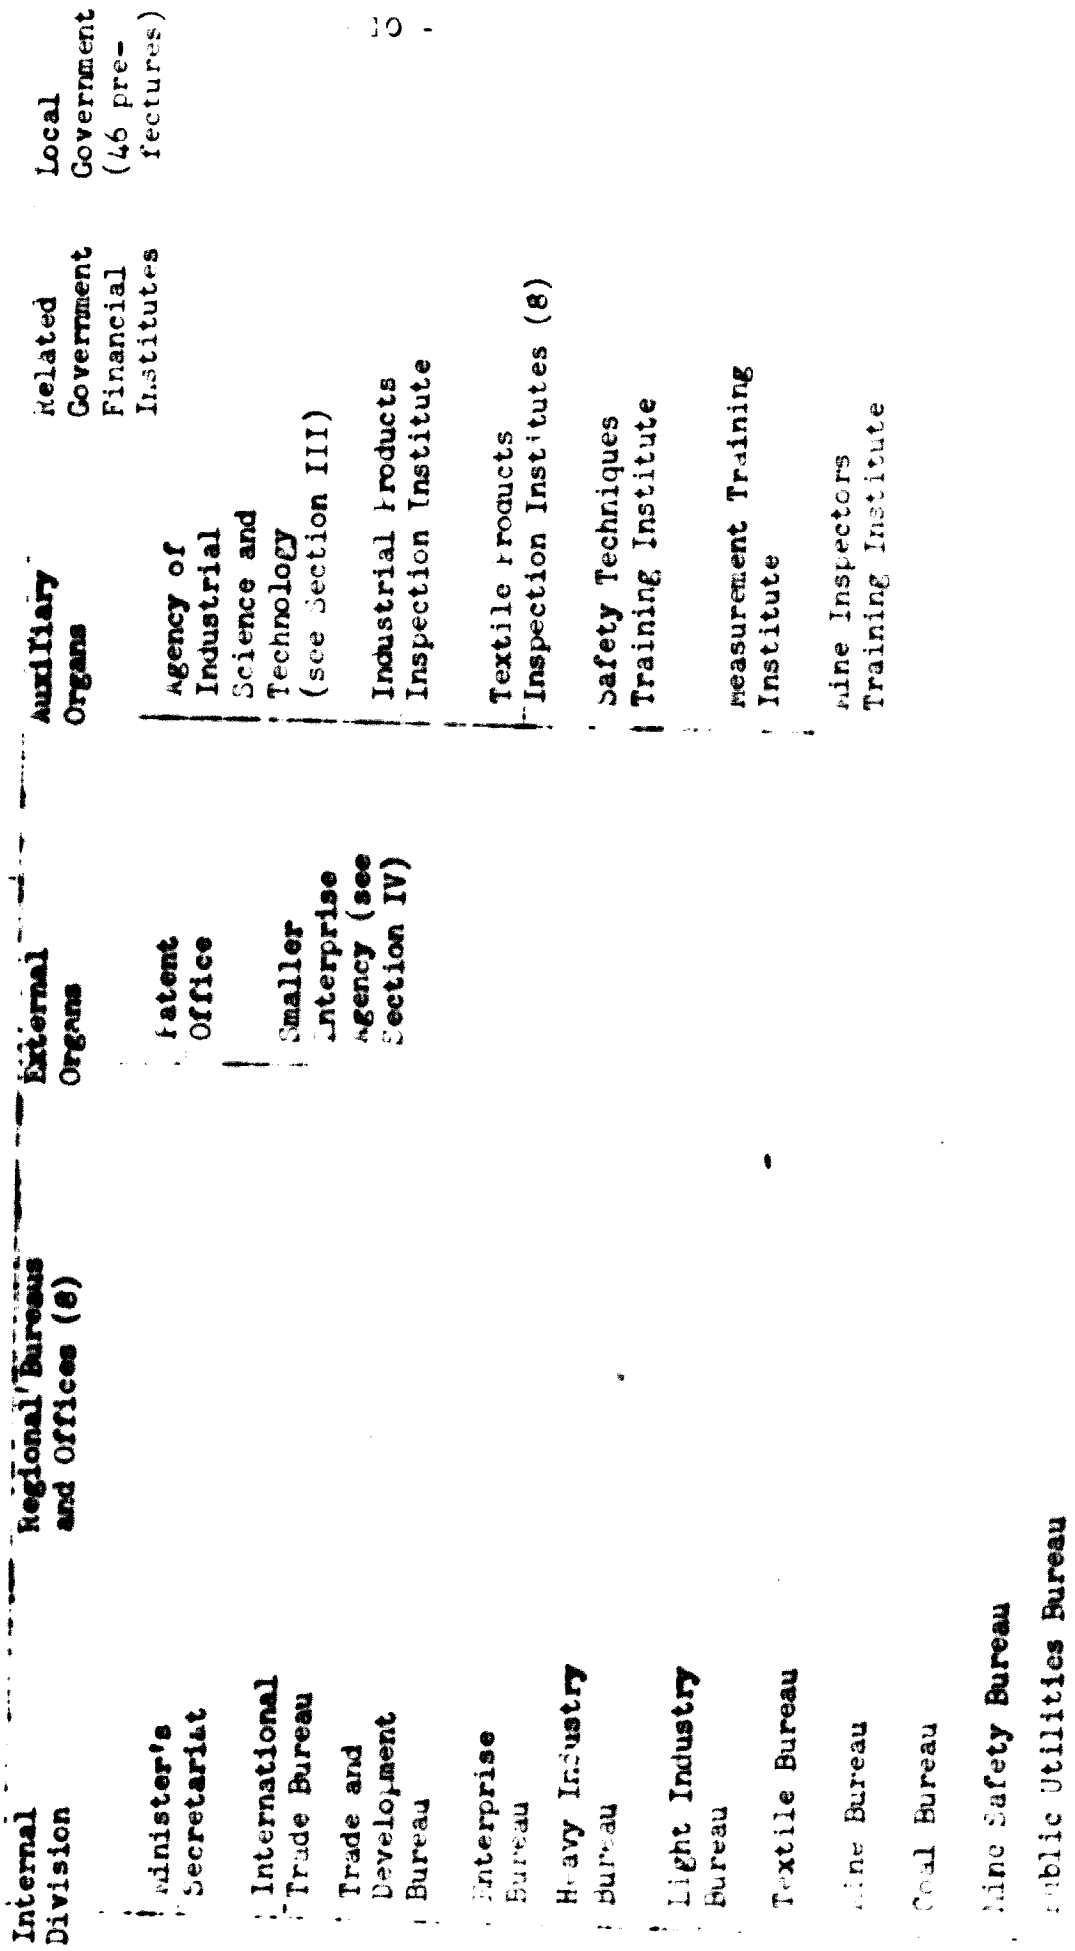 10 -
Internal
Division
Minister's
Secretariat
International
Trade Bureau
Trade and
Development
Bureau
Enterprise
Bureau
Heavy Industry
Bureau
Light Industry
Bureau
Textile Bureau
Mine Bureau
Coal Bureau
Mine Safety Bureau
Public Utilities Bureau
Regional Bureaus
and Offices (8)
External
Organs
Patent
Office
Smaller
Enterprise
Agency (see
Section IV)
Auxiliary
Organs
Agency of
Industrial
Science and
Technology
(see Section III)
Industrial Products
Inspection Institute
Textile Products
Inspection Institutes (8)
Safety Techniques
Training Institute
Measurement Training
Institute
Mine Inspectors
Training Institute
Related
Government
Financial
Institutes
Local
Government
(46 pre-
fectures)